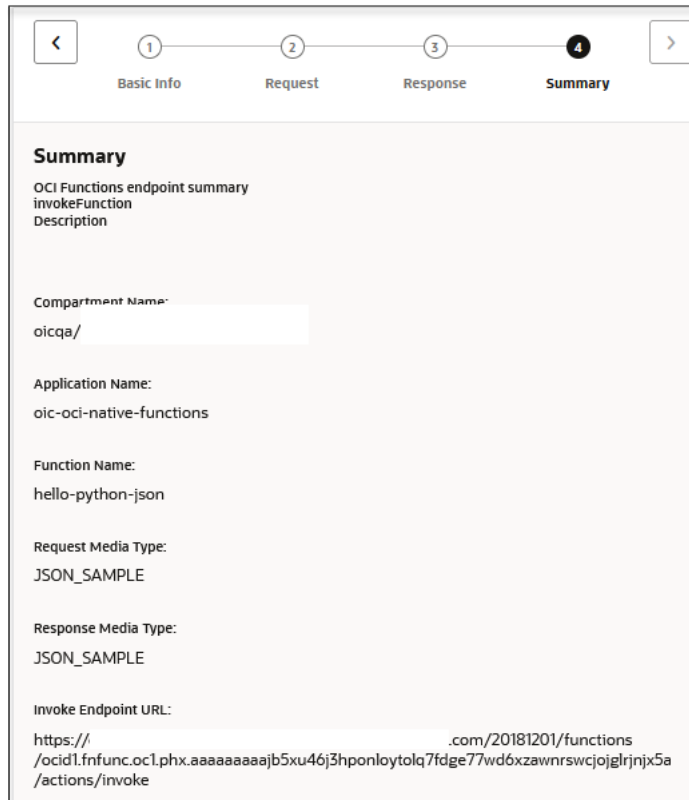 1 2 3 4
Basic Info Request Response Summary
Summary
OCI Functions endpoint summary
invokeFunction
Description
Compartment Name:
oicqa/
Application Name:
oic-oci-native-functions
Function Name:
hello-python-json
Request Media Type:
JSON_SAMPLE
Response Media Type:
JSON_SAMPLE
Invoke Endpoint URL:
https:// .com/20181201/functions
/ocid1.fnfunc.oc1.phx.aaaaaaaaajb5xu46j3hponloytolq7fdge77wd6xzawnrswcjojglrjnjx5a
/actions/invoke